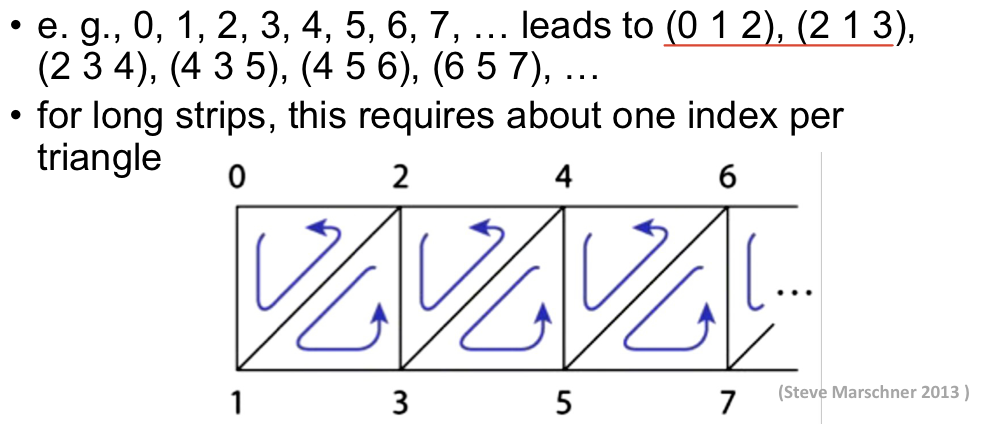 • e. g., 0, 1, 2, 3, 4, 5, 6, 7, … leads to (0 1 2), (2 1 3),
(2 3 4), (4 3 5), (4 5 6), (6 5 7), …
• for long strips, this requires about one index per
triangle
0 2 4 6
...
1 3 5 7
(Steve Marschner 2013 )